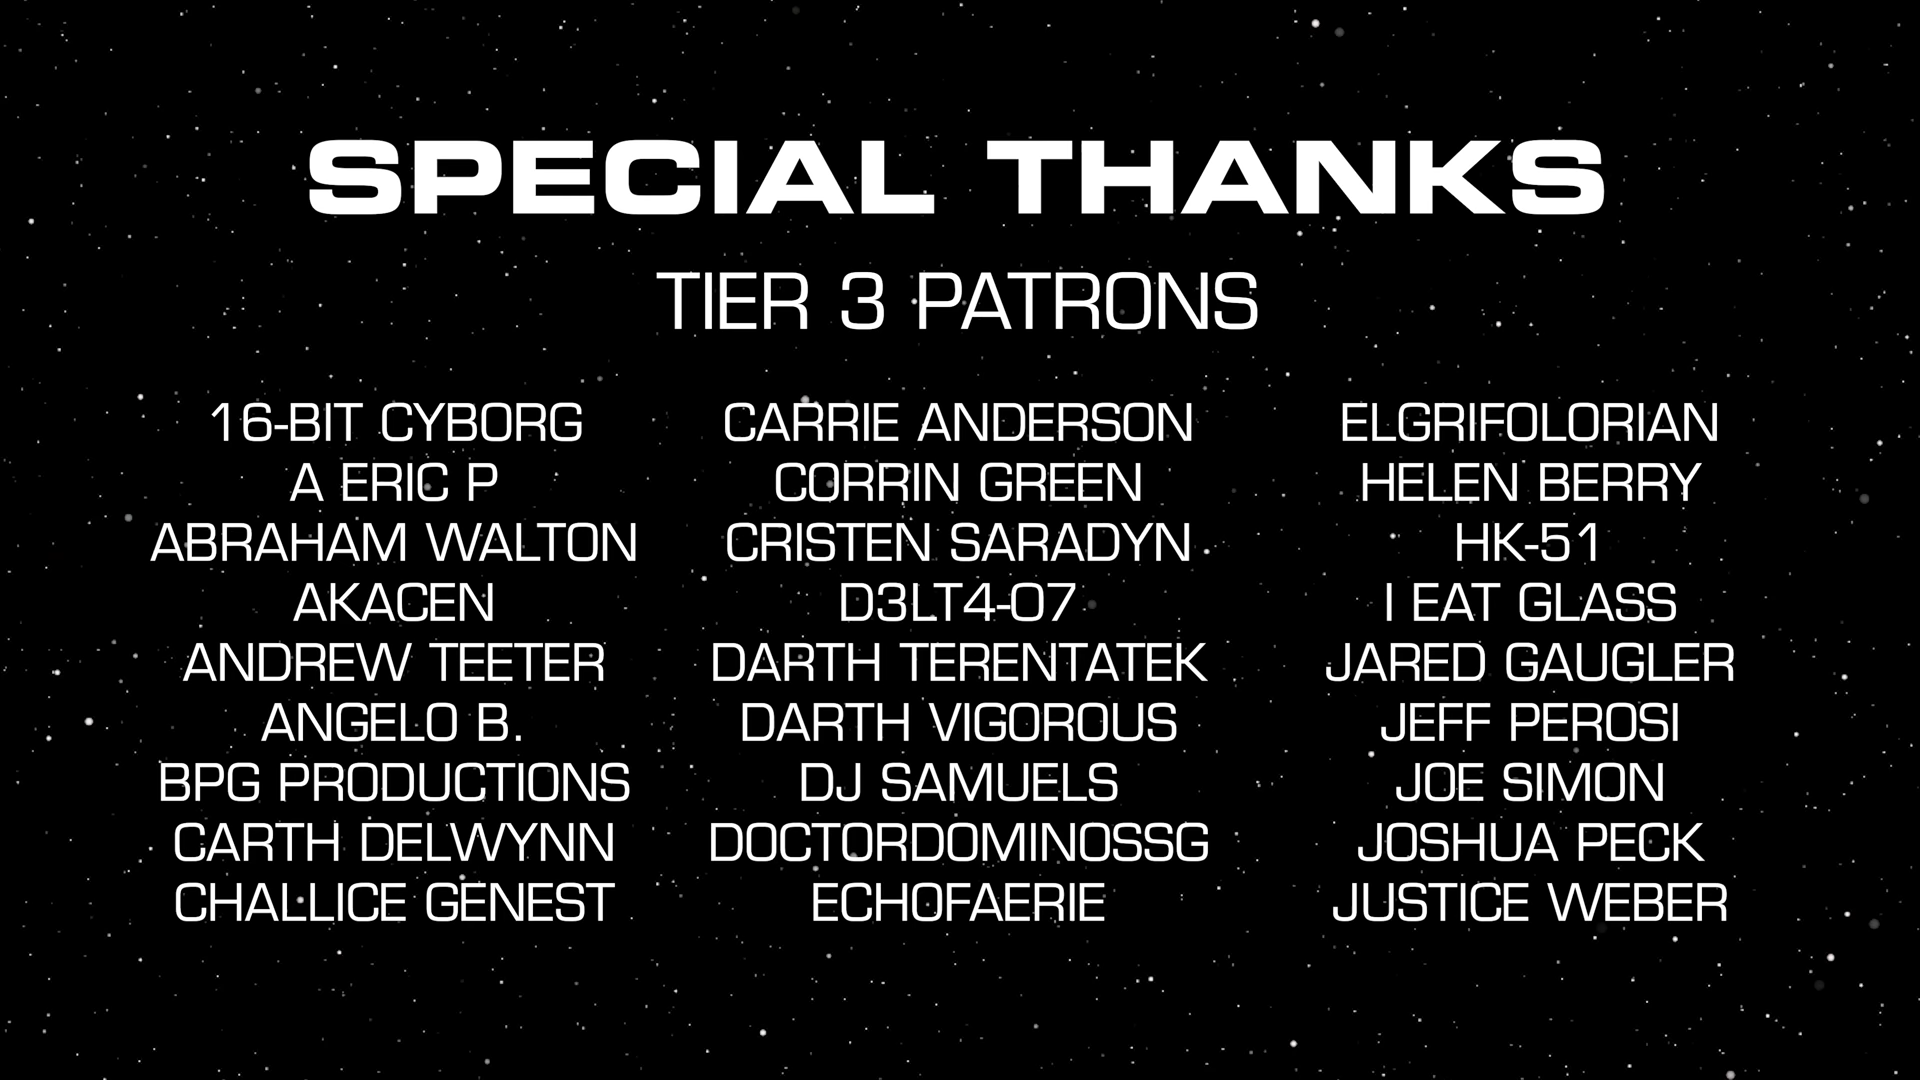 SPECIAL THANKS
TIER 3 PATRONS
16-BIT CYBORG
A ERIC P
ABRAHAM WALTON
AKACEN
ANDREW TEETER
ANGELO B.
BPG PRODUCTIONS
CARTH DELWYNN
CHALLICE GENEST
CARRIE ANDERSON
CORRIN GREEN
CRISTEN SARADYN
D3LT4-07
DARTH TERENTATEK
DARTH VIGOROUS
DJ SAMUELS
DOCTORDOMINOSSG
ECHOFAERIE
ELGRIFOLORIAN
HELEN BERRY
HK-51
I EAT GLASS
JARED GAUGLER
JEFF PEROSI
JOE SIMON
JOSHUA PECK
JUSTICE WEBER